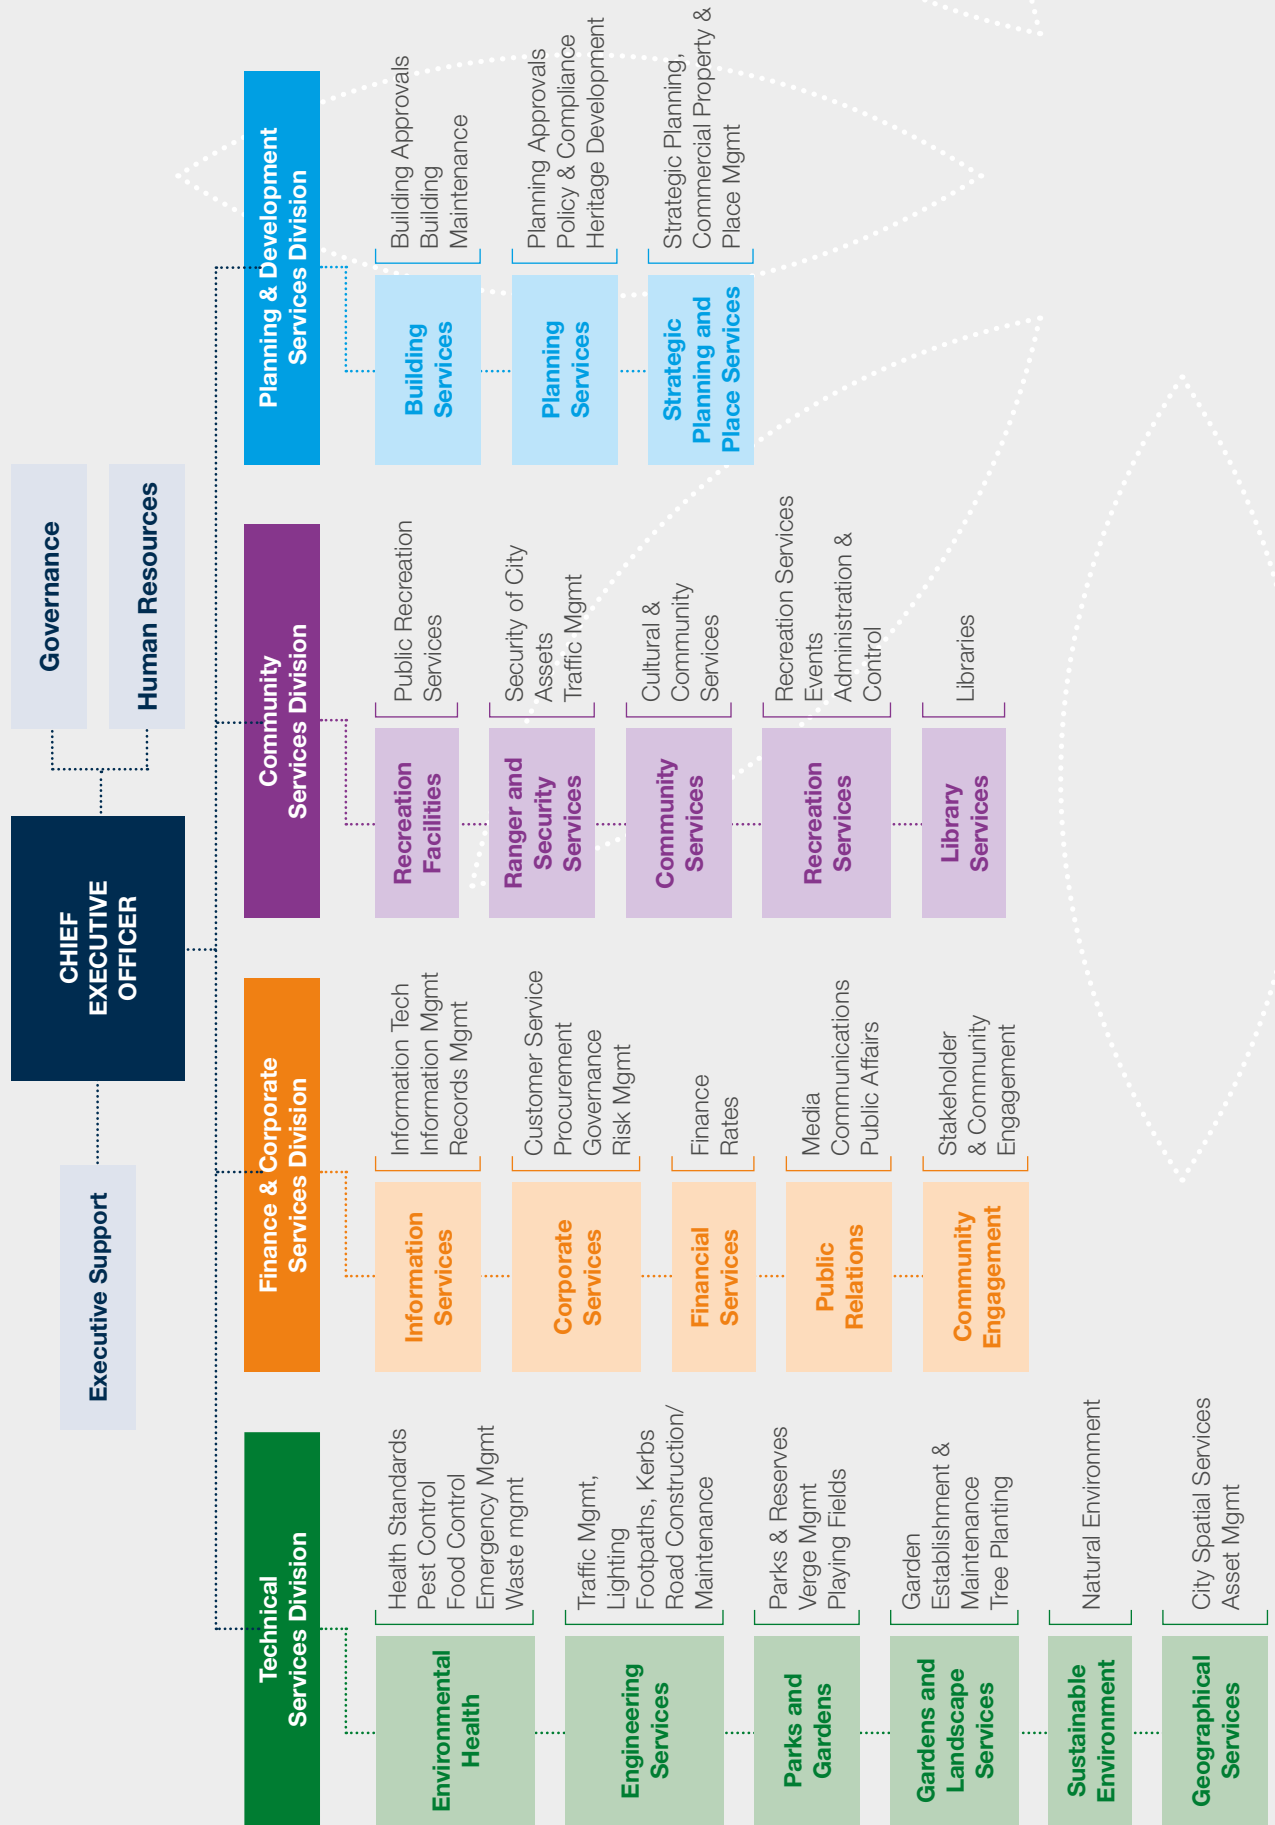 CHIEF
EXECUTIVE
OFFICER
Executive Support
Governance
Human Resources
Technical
Services Division
Environmental
Health
Health Standards
Pest Control
Food Control
Emergency Mgmt
Waste mgmt
Engineering
Services
Traffic Mgmt,
Lighting
Footpaths, Kerbs
Road Construction/
Maintenance
Parks and
Gardens
Parks & Reserves
Verge Mgmt
Playing Fields
Gardens and
Landscape
Services
Garden
Establishment &
Maintenance
Tree Planting
Sustainable
Environment
Natural Environment
Geographical
Services
City Spatial Services
Asset Mgmt
Finance & Corporate
Services Division
Information
Services
Information Tech
Information Mgmt
Records Mgmt
Corporate
Services
Customer Service
Procurement
Governance
Risk Mgmt
Financial
Services
Finance
Rates
Public
Relations
Media
Communications
Public Affairs
Community
Engagement
Stakeholder
& Community
Engagement
Community
Services Division
Recreation
Facilities
Public Recreation
Services
Ranger and
Security
Services
Security of City
Assets
Traffic Mgmt
Community
Services
Cultural &
Community
Services
Recreation
Services
Recreation Services
Events
Administration &
Control
Library
Services
Libraries
Planning & Development
Services Division
Building
Services
Building Approvals
Building
Maintenance
Planning
Services
Planning Approvals
Policy & Compliance
Heritage Development
Strategic
Planning and
Place Services
Strategic Planning,
Commercial Property &
Place Mgmt